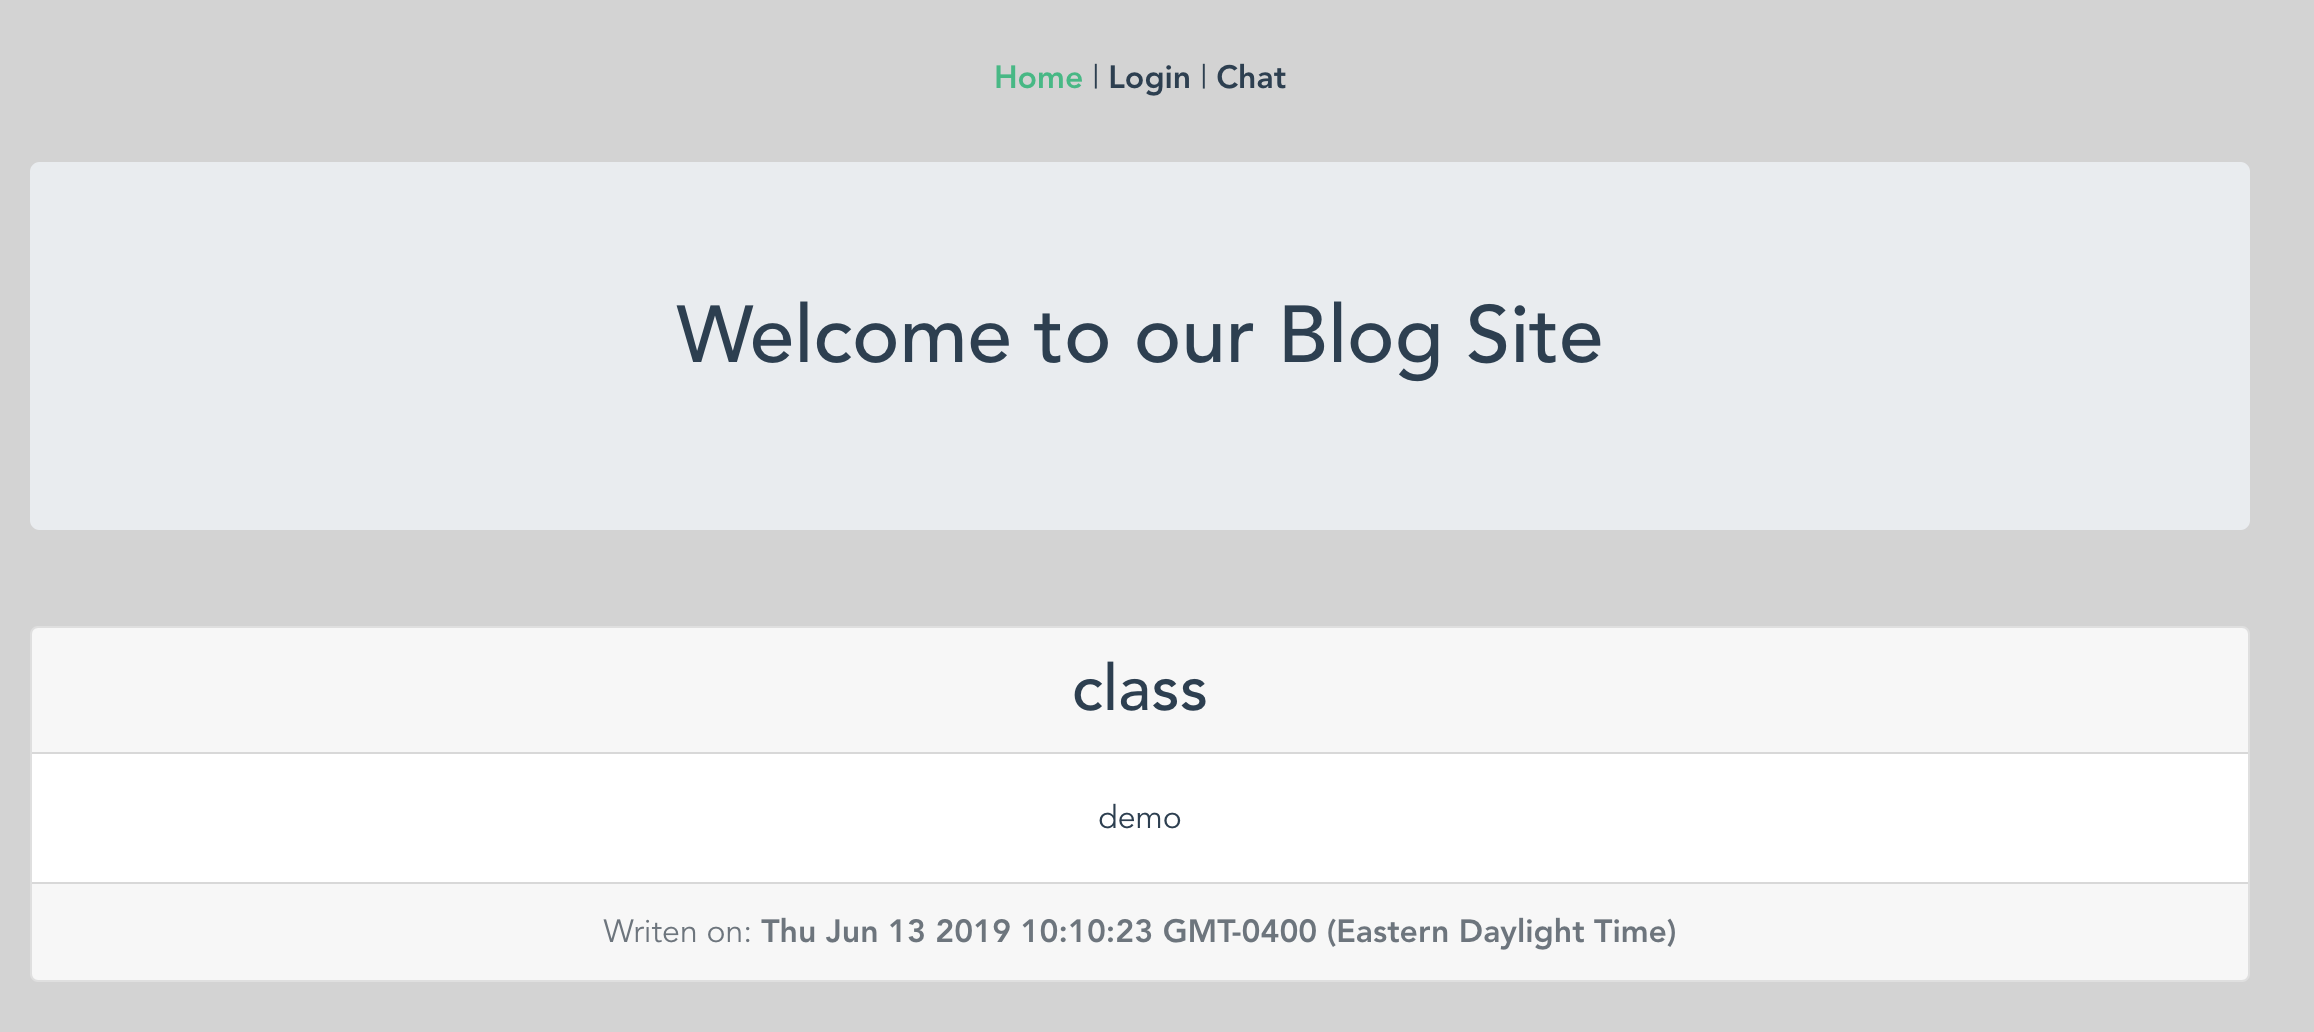 Home | Login | Chat
Welcome to our Blog Site
class
demo
Writen on: Thu Jun 13 2019 10:10:23 GMT-0400 (Eastern Daylight Time)